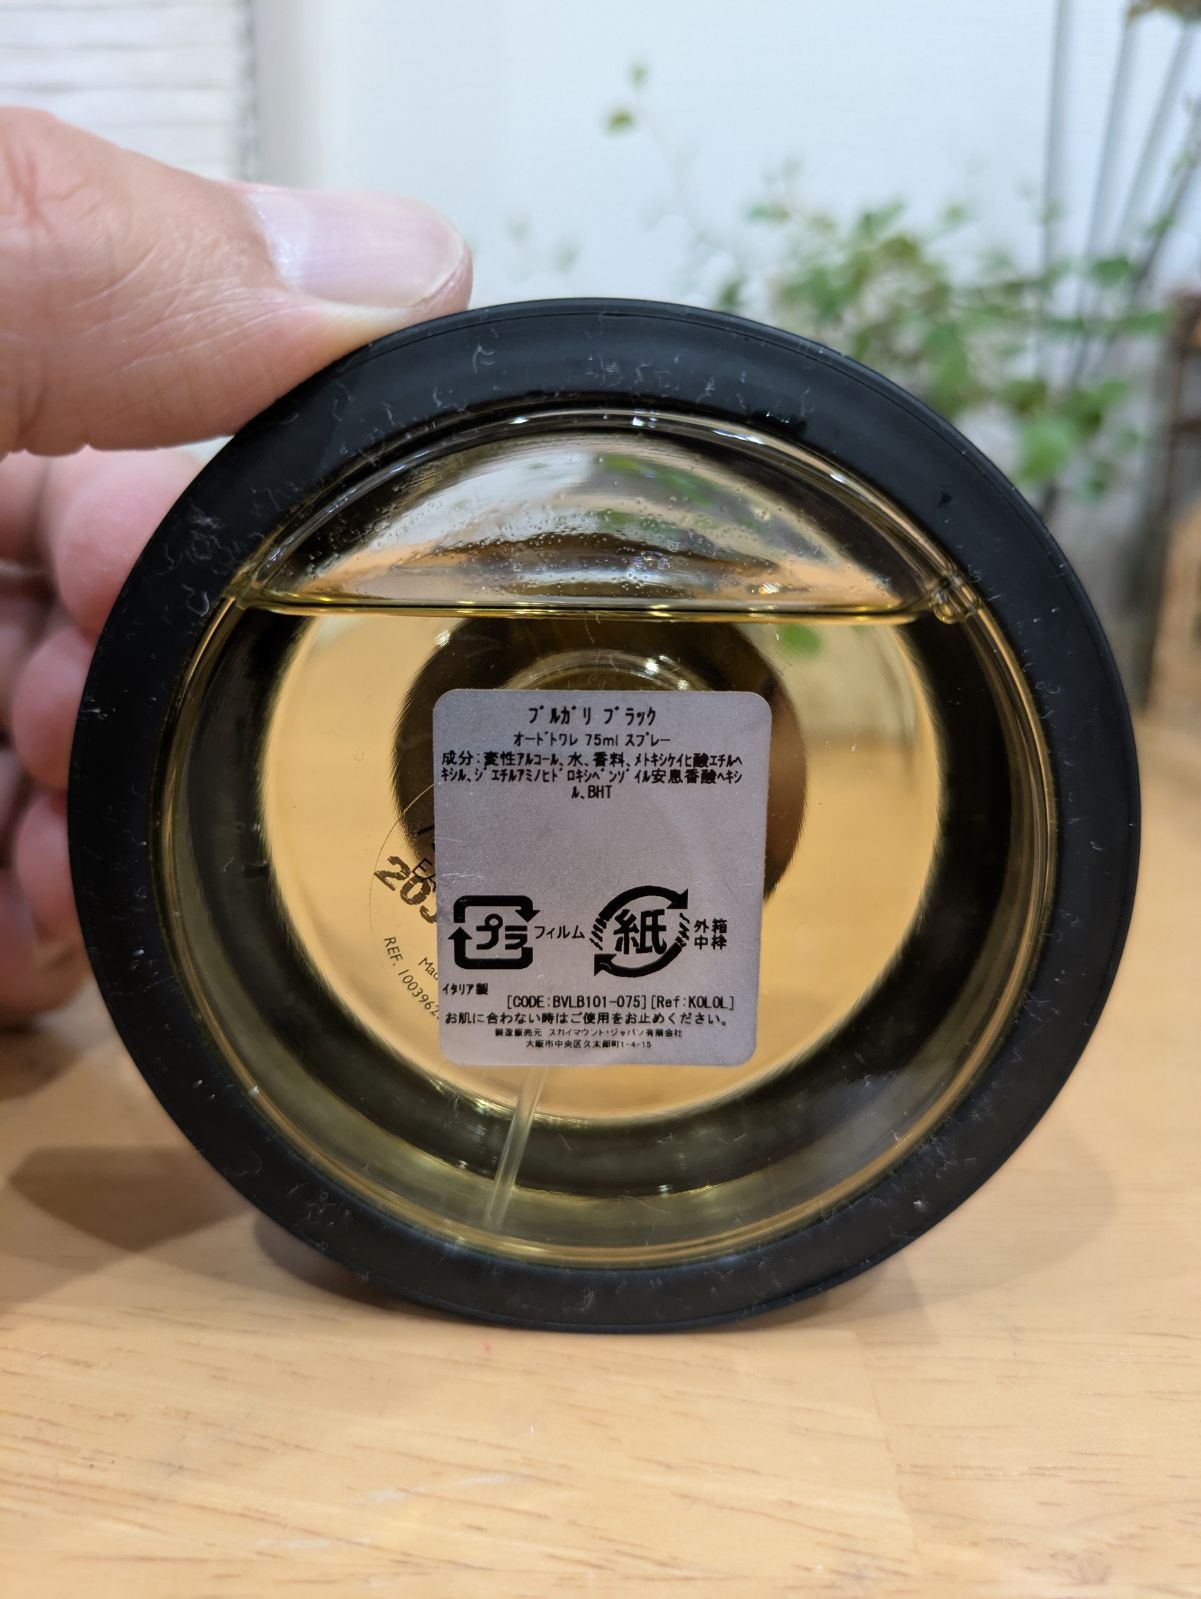 ブルガリ ブラック
オードトワレ 75ml スプレー
成分:変性アルコール、水、香料、メトキシケイヒ酸エチルヘ
キシル、ジエチルアミノヒドロキシベンゾイル安息香酸ヘキシ
ル、BHT
プラ フィルム 紙 外箱
中枠
イタリア製
[CODE:BVLB101-075][Ref:KOLOL]
お肌に合わない時はご使用をお止めください。
製造販売元 スカイマウント・ジャパン有限会社
大阪市中央区久太郎町1-4-15
REF. 1003962